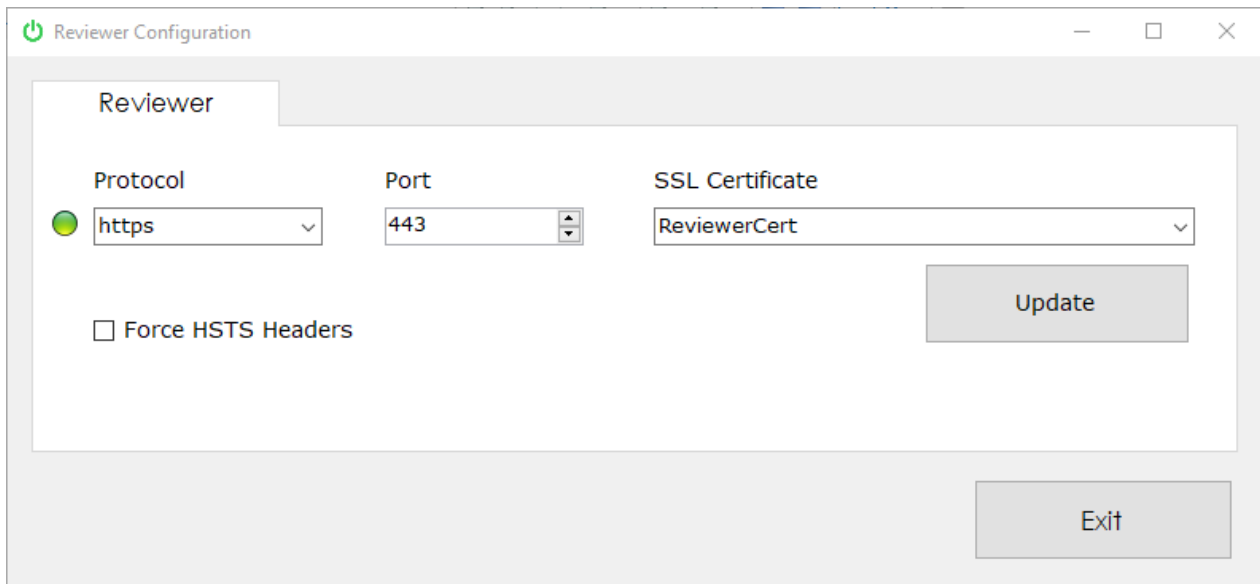 Reviewer Configuration
Reviewer
Protocol Port SSL Certificate
https 443 ReviewerCert
Update
Force HSTS Headers
Exit